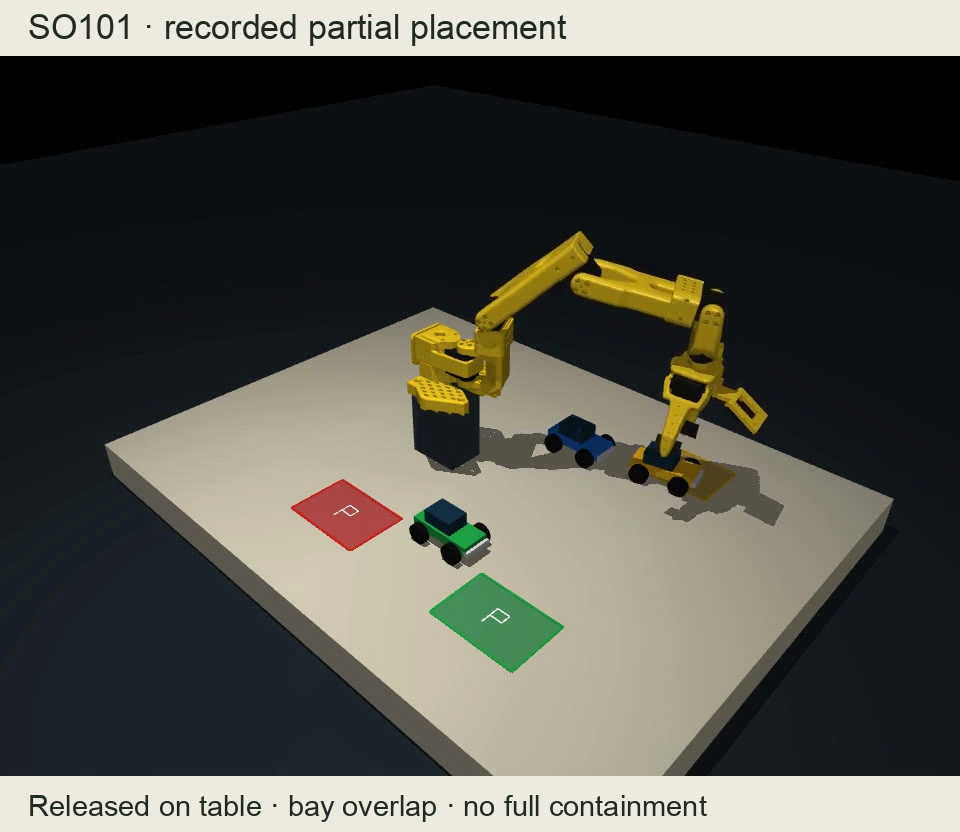 SO101 · recorded partial placement
P
P
Released on table · bay overlap · no full containment